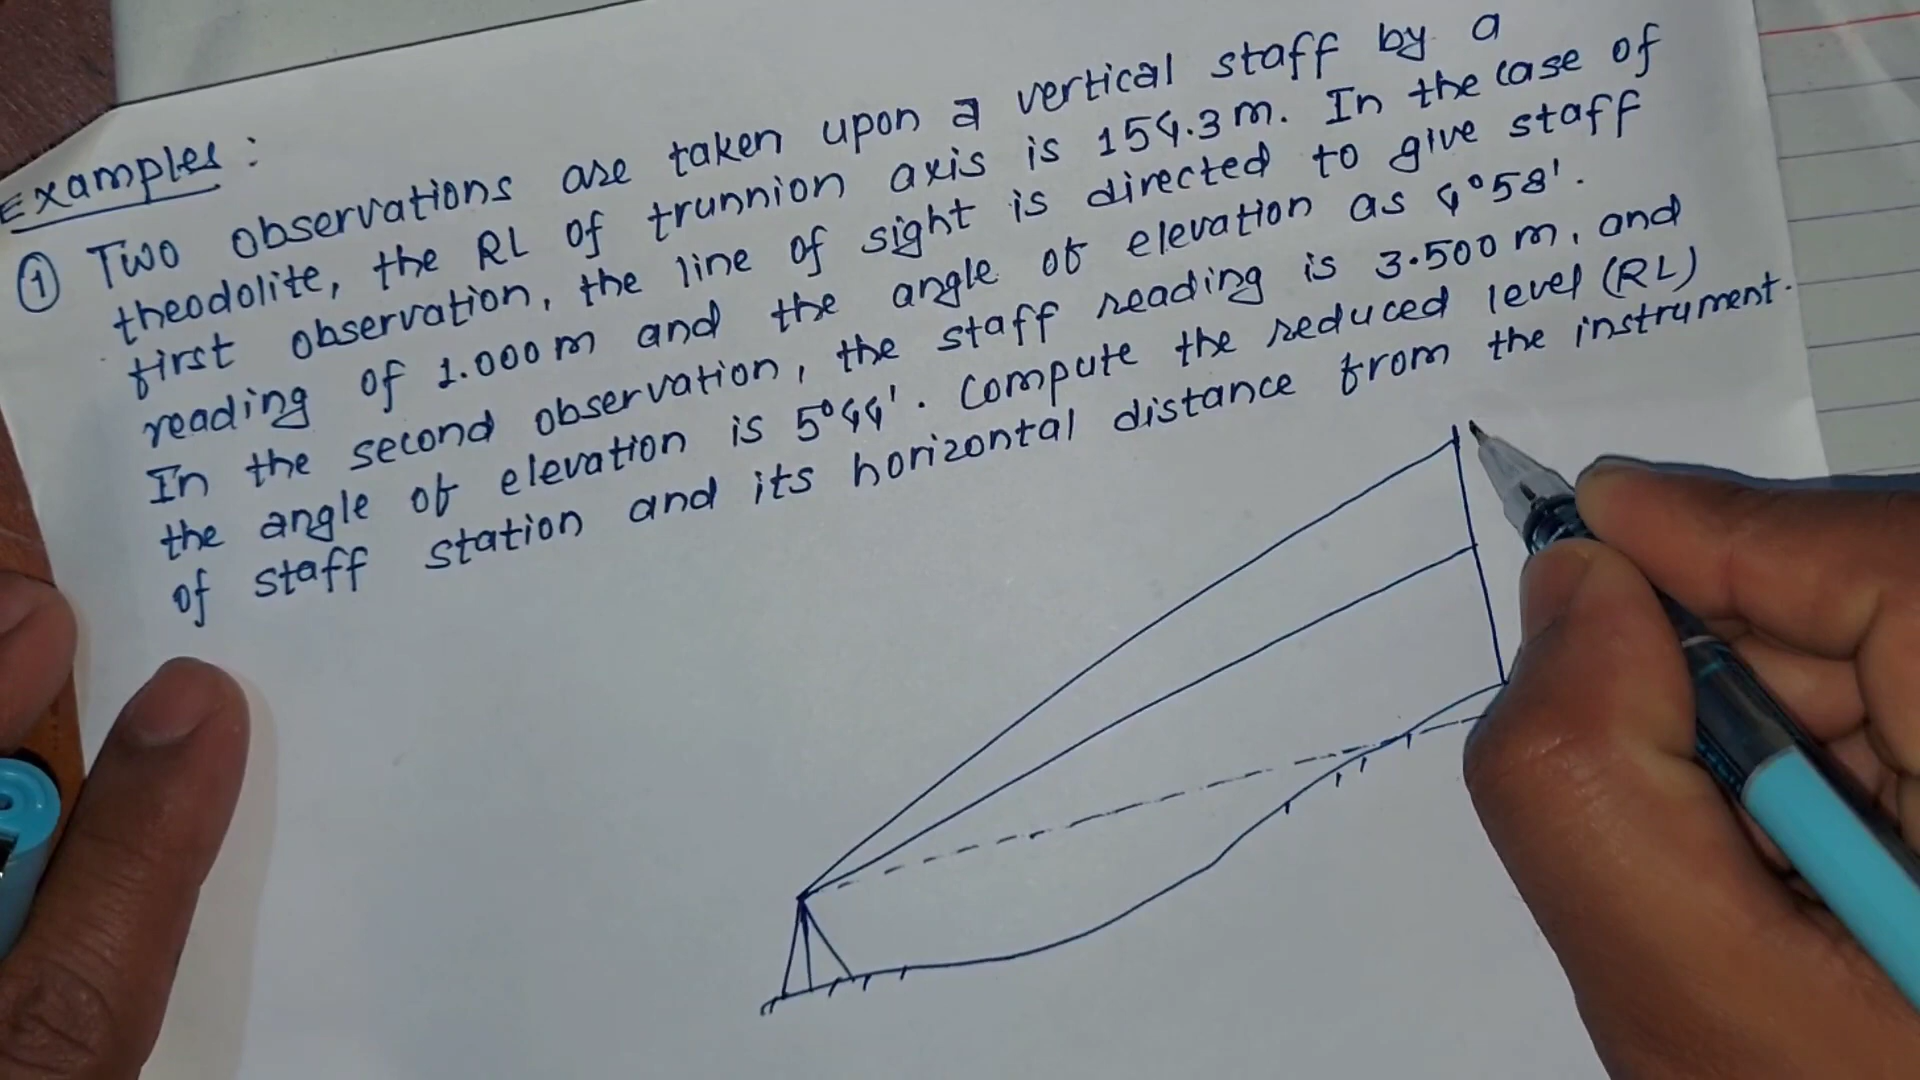 Examples :
① Two observations are taken upon a vertical staff by a
theodolite, the RL of trunnion axis is 154.3 m. In the case of
first observation, the line of sight is directed to give staff
reading of 1.000 m and the angle of elevation as 4°58'.
In the second observation, the staff reading is 3.500 m, and
the angle of elevation is 5°44'. Compute the reduced level (RL)
of staff station and its horizontal distance from the instrument.